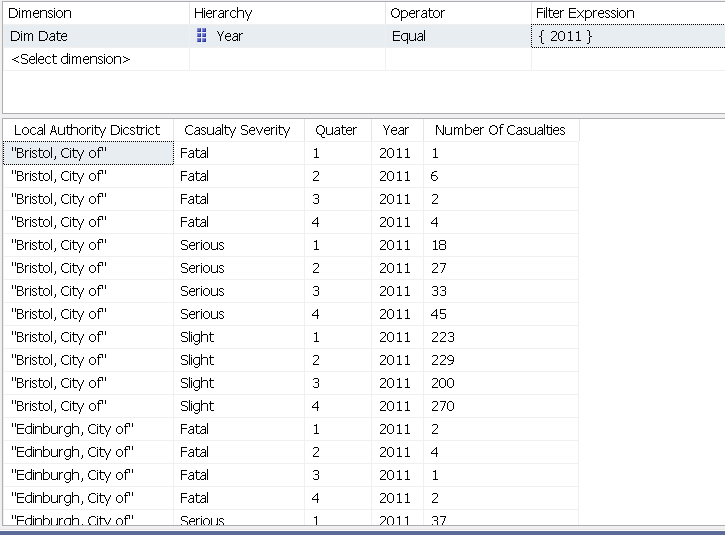 Dimension Hierarchy Operator Filter Expression
Dim Date Year Equal { 2011 }
<Select dimension>
Local Authority Dicstrict Casualty Severity Quater Year Number Of Casualties
"Bristol, City of" Fatal 1 2011 1
"Bristol, City of" Fatal 2 2011 6
"Bristol, City of" Fatal 3 2011 2
"Bristol, City of" Fatal 4 2011 4
"Bristol, City of" Serious 1 2011 18
"Bristol, City of" Serious 2 2011 27
"Bristol, City of" Serious 3 2011 33
"Bristol, City of" Serious 4 2011 45
"Bristol, City of" Slight 1 2011 223
"Bristol, City of" Slight 2 2011 229
"Bristol, City of" Slight 3 2011 200
"Bristol, City of" Slight 4 2011 270
"Edinburgh, City of" Fatal 1 2011 2
"Edinburgh, City of" Fatal 2 2011 4
"Edinburgh, City of" Fatal 3 2011 1
"Edinburgh, City of" Fatal 4 2011 2
"Edinburgh, City of" Serious 1 2011 37